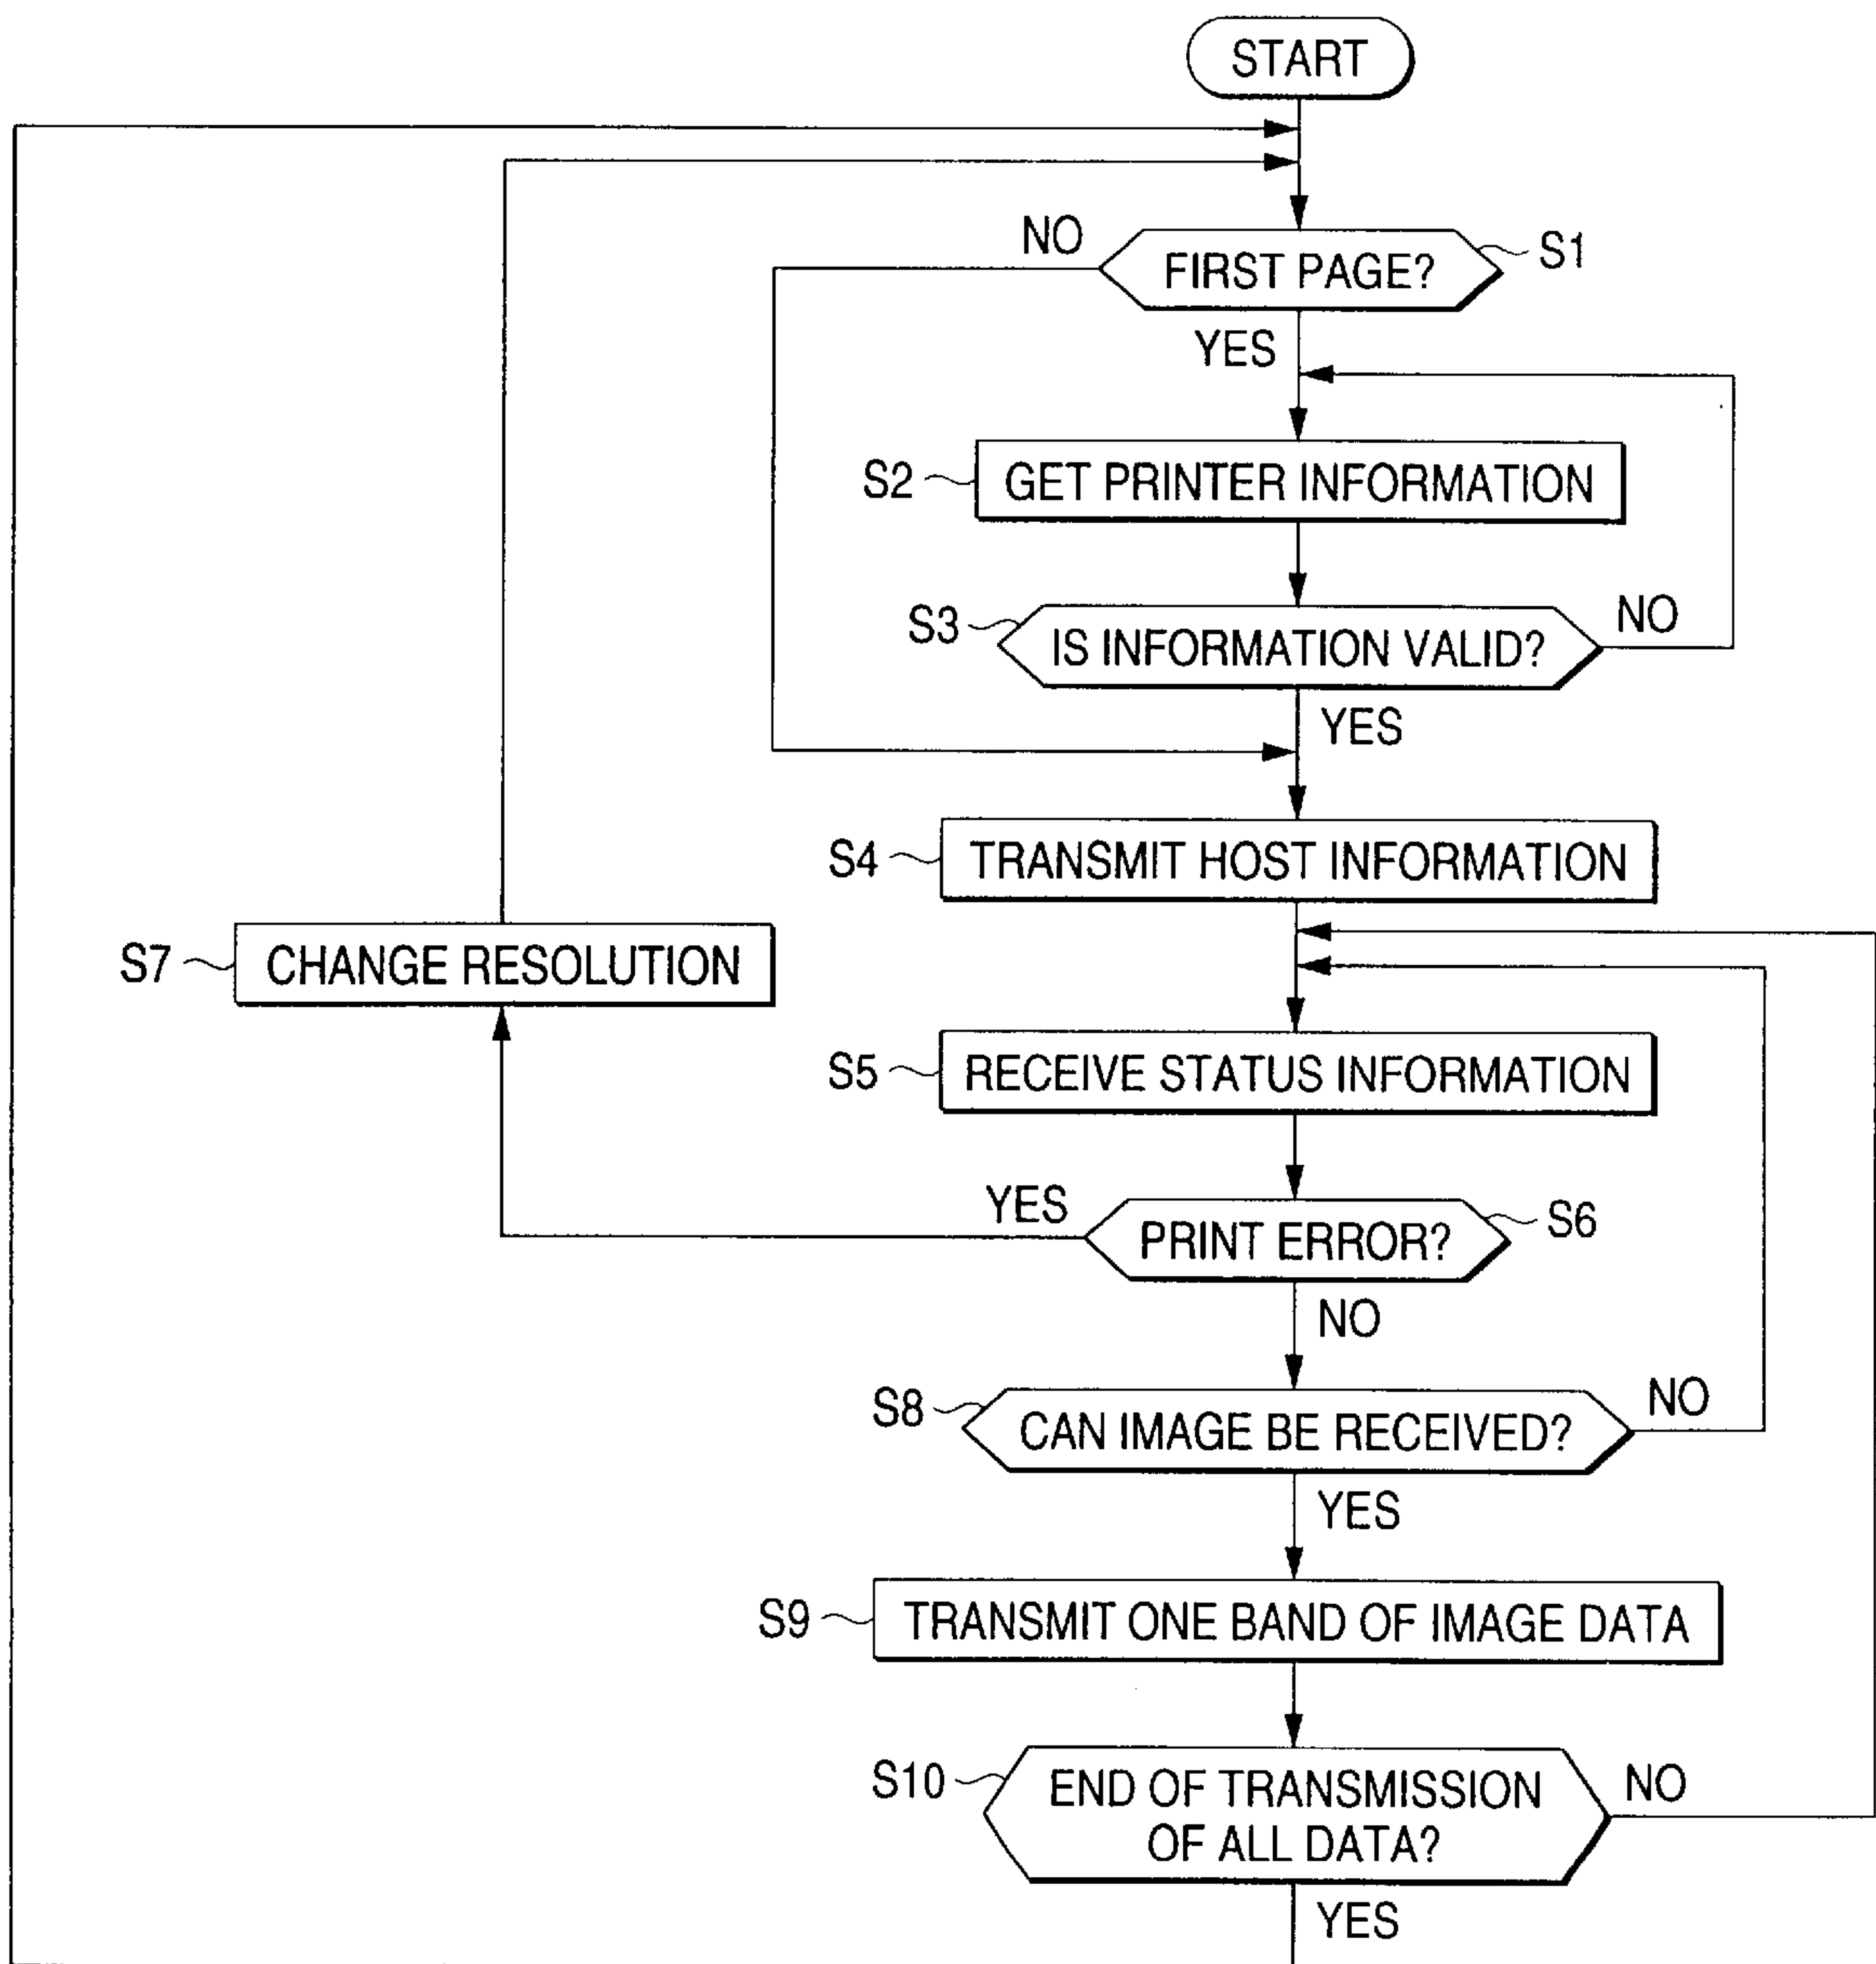 START
NO
FIRST PAGE?
S1
YES
S2
GET PRINTER INFORMATION
S3
IS INFORMATION VALID?
NO
YES
S4
TRANSMIT HOST INFORMATION
S7
CHANGE RESOLUTION
S5
RECEIVE STATUS INFORMATION
YES
PRINT ERROR?
S6
NO
S8
CAN IMAGE BE RECEIVED?
NO
YES
S9
TRANSMIT ONE BAND OF IMAGE DATA
S10
END OF TRANSMISSION
OF ALL DATA?
NO
YES